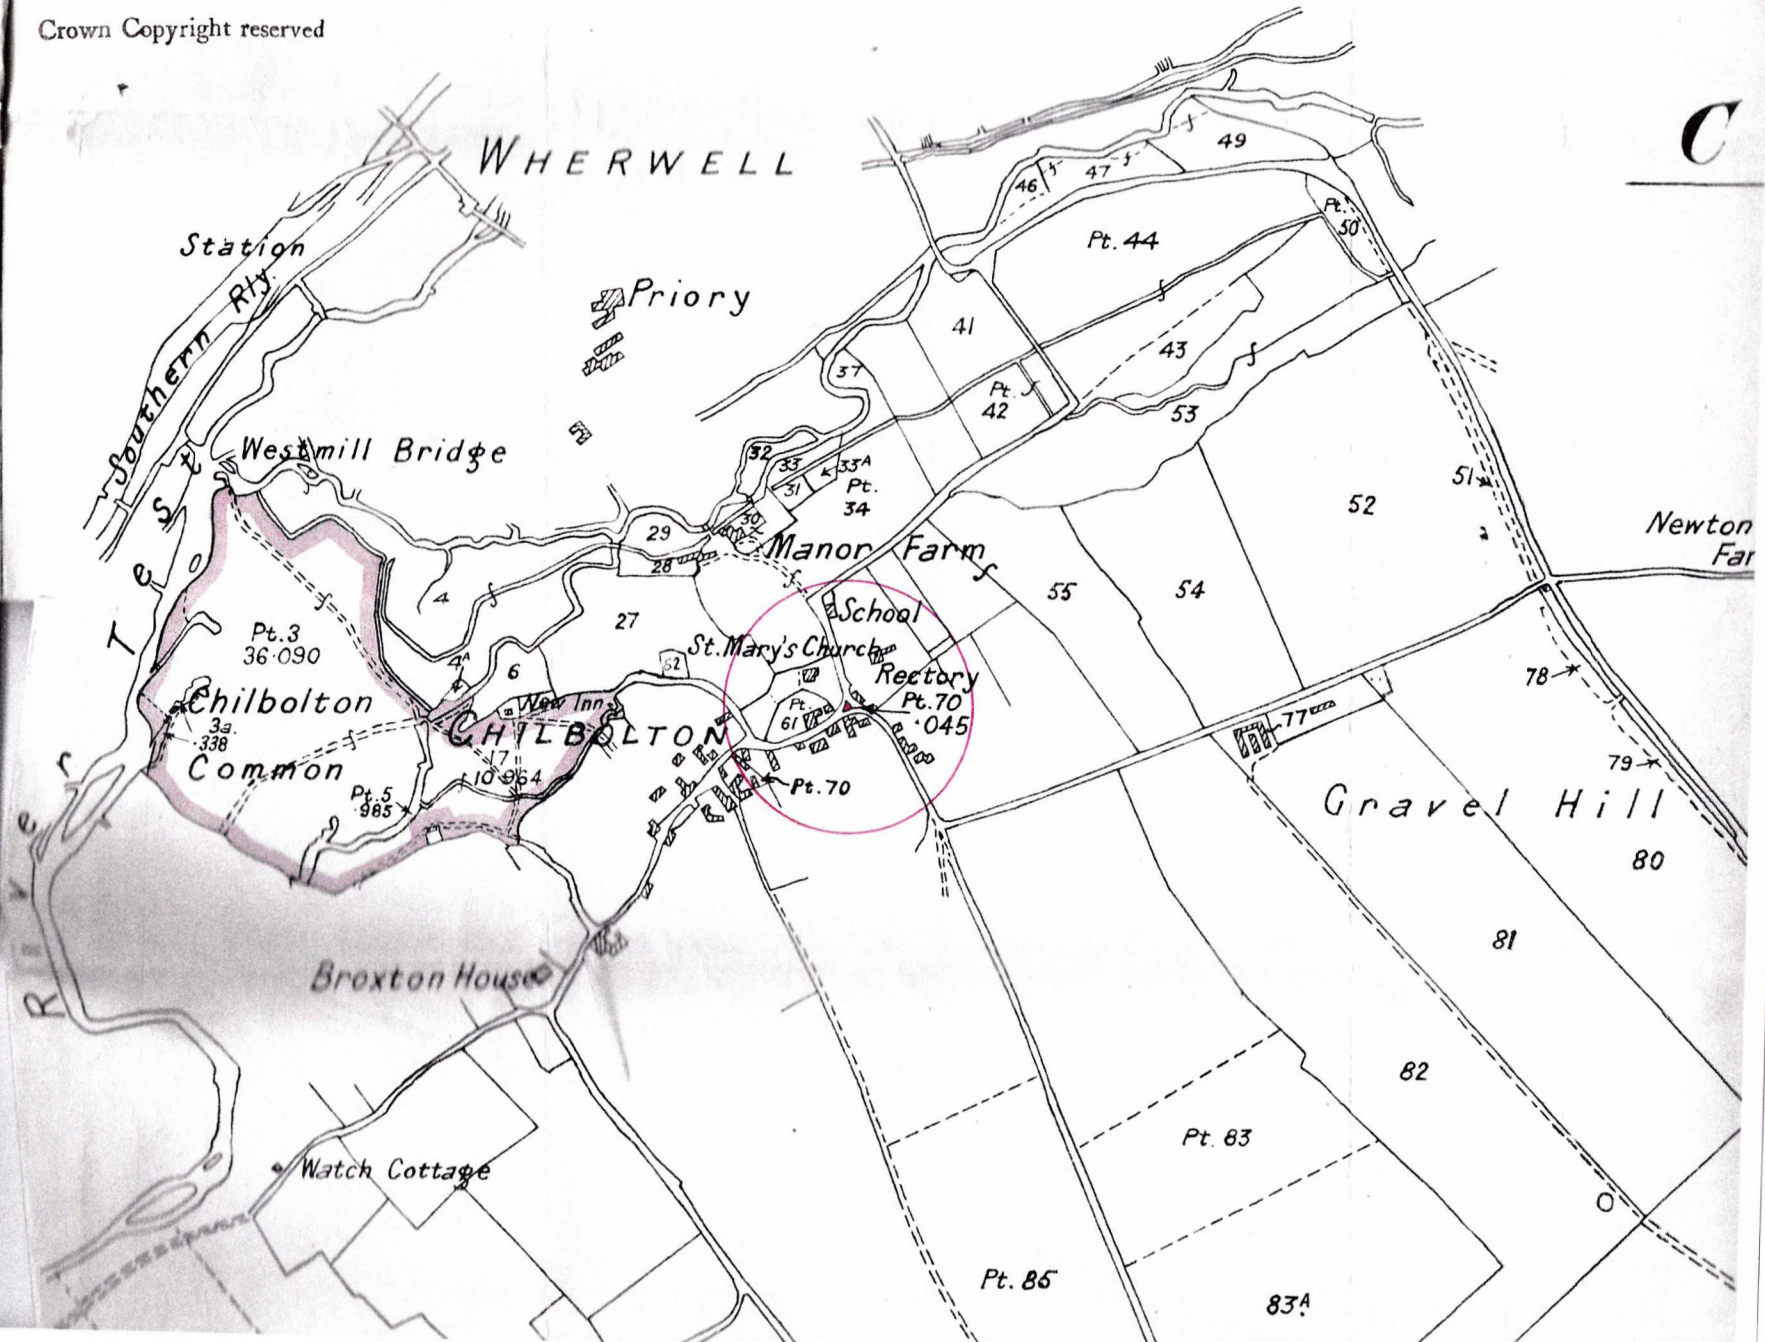 Crown Copyright reserved
C
WHERWELL
49
46
47
Pt.
50
Pt. 44
Station
Southern Rly.
Priory
41
43
37
Pt.
42
53
Westmill Bridge
32
33
33A
31
Pt.
34
51
52
30
29
Newton
Far
Manor Farm
28
4
55
54
School
27
Pt.3
36·090
St. Mary's Church
4A
6
62
Rectory
78
Chilbolton
New Inn
Pt.70
·045
Pt.
61
77
3a
·338
CHILBOLTON
17
10·964
79
Common
Pt.5
·985
Pt.70
Gravel Hill
80
81
River Test
Broxton House
82
Pt. 83
Watch Cottage
Pt. 85
83A